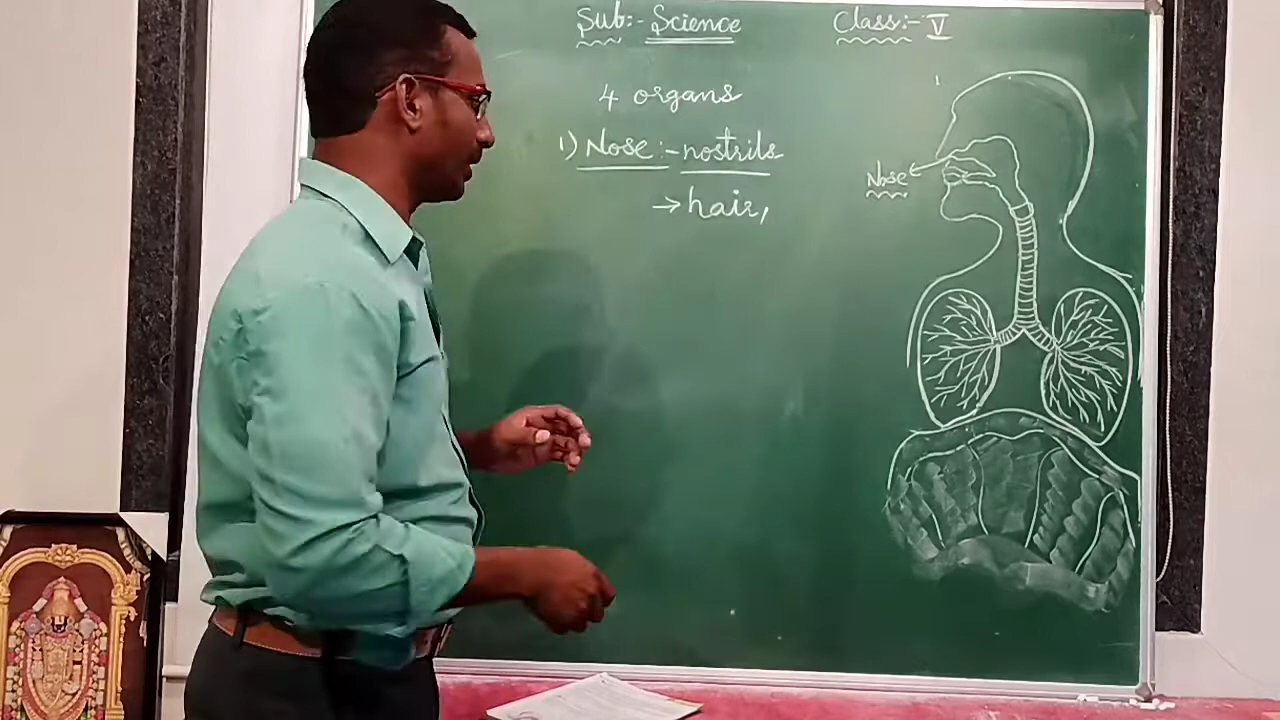 Sub:- Science Class:- V
4 organs
1) Nose :- nostrils
→ hair,
Nose